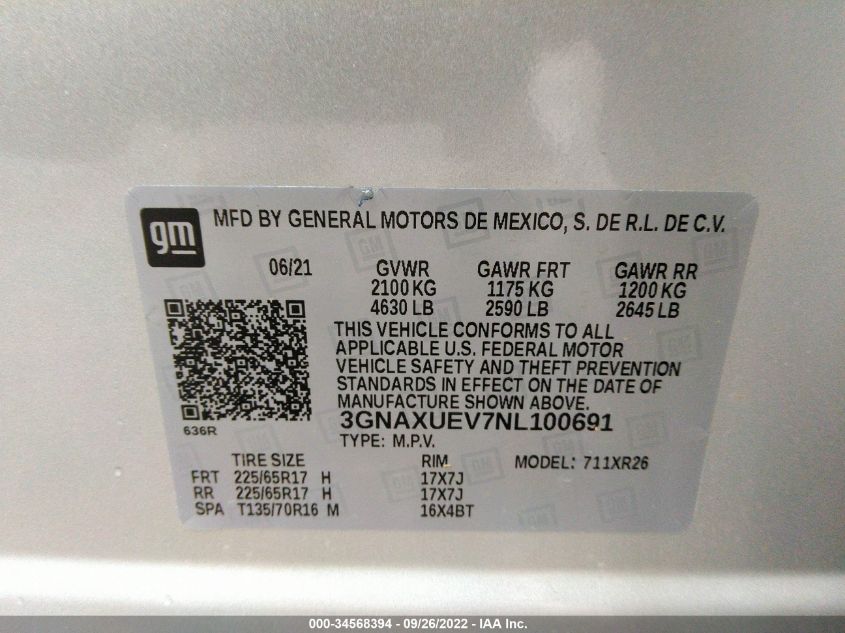 gm
MFD BY GENERAL MOTORS DE MEXICO, S. DE R.L. DE C.V.
06/21 GVWR GAWR FRT GAWR RR
2100 KG 1175 KG 1200 KG
4630 LB 2590 LB 2645 LB
THIS VEHICLE CONFORMS TO ALL
APPLICABLE U.S. FEDERAL MOTOR
VEHICLE SAFETY AND THEFT PREVENTION
STANDARDS IN EFFECT ON THE DATE OF
MANUFACTURE SHOWN ABOVE.
636R
3GNAXUEV7NL100691
TYPE: M.P.V.
TIRE SIZE RIM MODEL: 711XR26
FRT 225/65R17 H 17X7J
RR 225/65R17 H 17X7J
SPA T135/70R16 M 16X4BT
000-34568394 - 09/26/2022 - IAA Inc.